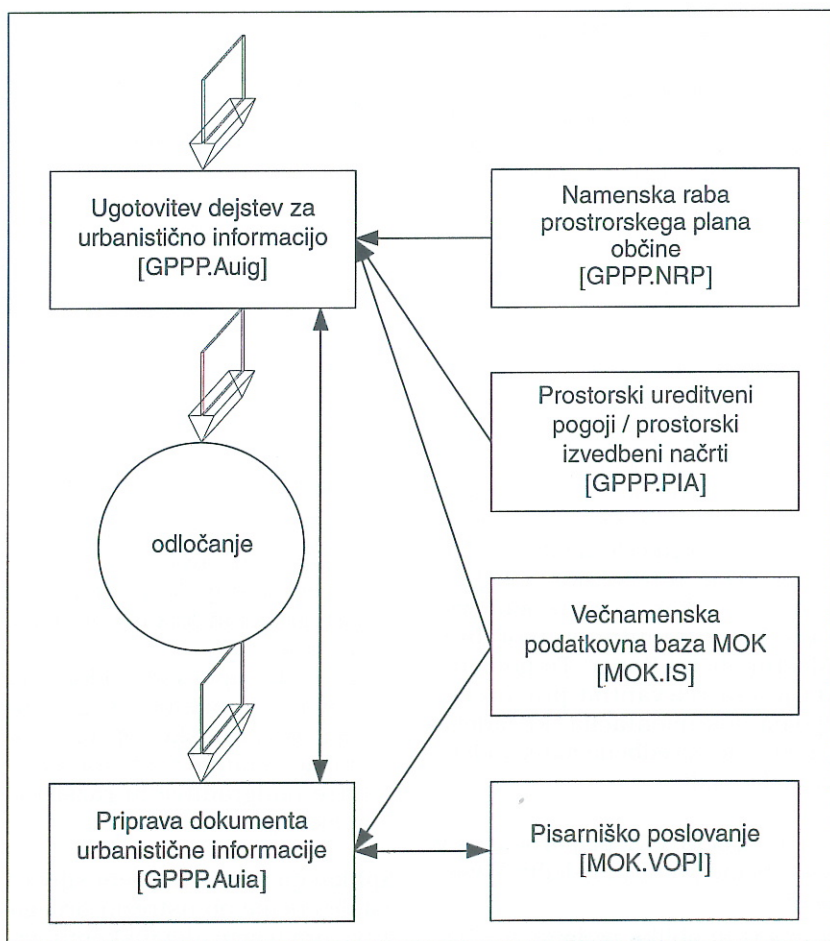 Ugotovitev dejstev za
urbanistično informacijo
[GPPP.Auig]
Namenska raba
prostrorskega plana
občine
[GPPP.NRP]
Prostorski ureditveni
pogoji / prostorski
izvedbeni načrti
[GPPP.PIA]
odločanje
Večnamenska
podatkovna baza MOK
[MOK.IS]
Priprava dokumenta
urbanistične informacije
[GPPP.Auia]
Pisarniško poslovanje
[MOK.VOPI]